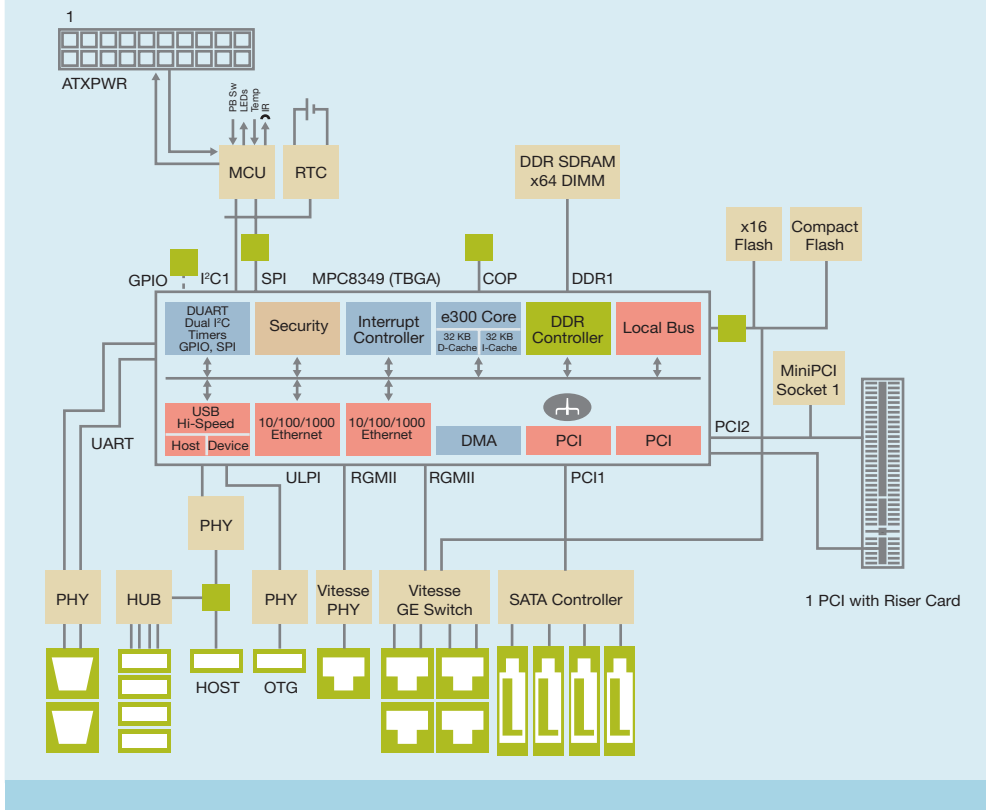 1
ATXPWR
PB Sw
LEDs
Temp
IR
MCU
RTC
DDR SDRAM
x64 DIMM
x16
Flash
Compact
Flash
GPIO
I²C1
SPI
MPC8349 (TBGA)
COP
DDR1
DUART
Dual I²C
Timers
GPIO, SPI
Security
Interrupt
Controller
e300 Core
32 KB
D-Cache
32 KB
I-Cache
DDR
Controller
Local Bus
MiniPCI
Socket 1
USB
Hi-Speed
Host
Device
10/100/1000
Ethernet
10/100/1000
Ethernet
DMA
PCI
PCI
PCI2
UART
ULPI
RGMII
RGMII
PCI1
PHY
PHY
HUB
PHY
Vitesse
PHY
Vitesse
GE Switch
SATA Controller
1 PCI with Riser Card
HOST
OTG